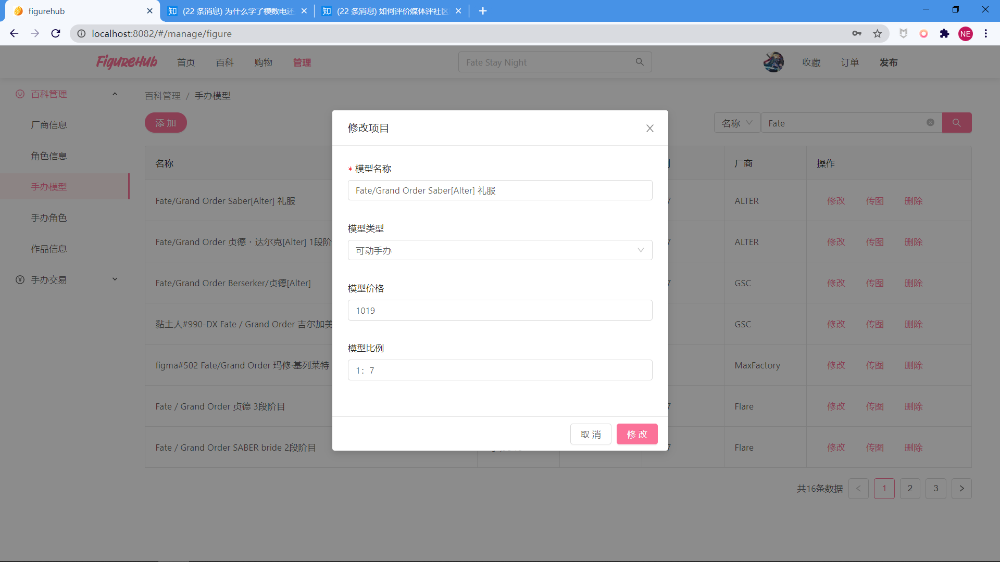 figurehub
知 (22 条消息) 为什么学了模数电还
知 (22 条消息) 如何评价媒体评社区
localhost:8082/#/manage/figure
NE
FigureHub 首页 百科 购物 管理 Fate Stay Night 收藏 订单 发布
百科管理
厂商信息
角色信息
手办模型
手办角色
作品信息
手办交易
百科管理 / 手办模型
添 加
名称 Fate
名称 厂商 操作
Fate/Grand Order Saber[Alter] 礼服 7 ALTER 修改 传图 删除
Fate/Grand Order 贞德・达尔克[Alter] 1段阶 7 ALTER 修改 传图 删除
Fate/Grand Order Berserker/贞德[Alter] 7 GSC 修改 传图 删除
黏土人#990-DX Fate / Grand Order 吉尔加美 GSC 修改 传图 删除
figma#502 Fate/Grand Order 玛修·基列莱特 MaxFactory 修改 传图 删除
Fate / Grand Order 贞德 3段阶目 7 Flare 修改 传图 删除
Fate / Grand Order SABER bride 2段阶目 7 Flare 修改 传图 删除
共16条数据 < 1 2 3 >
修改项目
* 模型名称
Fate/Grand Order Saber[Alter] 礼服
模型类型
可动手办
模型价格
1019
模型比例
1：7
取 消 修 改